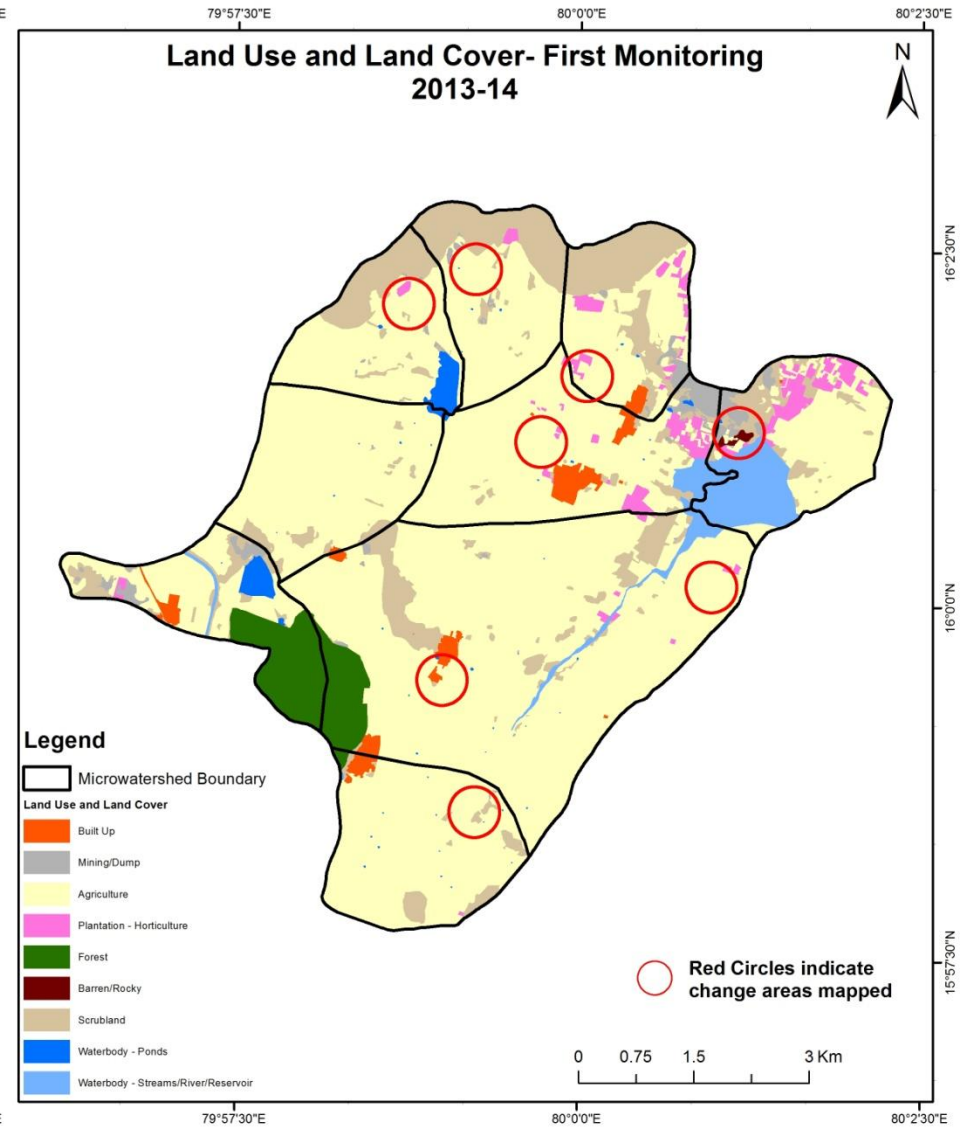 E
79°57'30"E
80°0'0"E
80°2'30"E
Land Use and Land Cover- First Monitoring
2013-14
N
16°2'30"N
16°0'0"N
15°57'30"N
Legend
Microwatershed Boundary
Land Use and Land Cover
Built Up
Mining/Dump
Agriculture
Plantation - Horticulture
Forest
Barren/Rocky
Scrubland
Waterbody - Ponds
Waterbody - Streams/River/Reservoir
Red Circles indicate
change areas mapped
0 0.75 1.5 3 Km
E
79°57'30"E
80°0'0"E
80°2'30"E